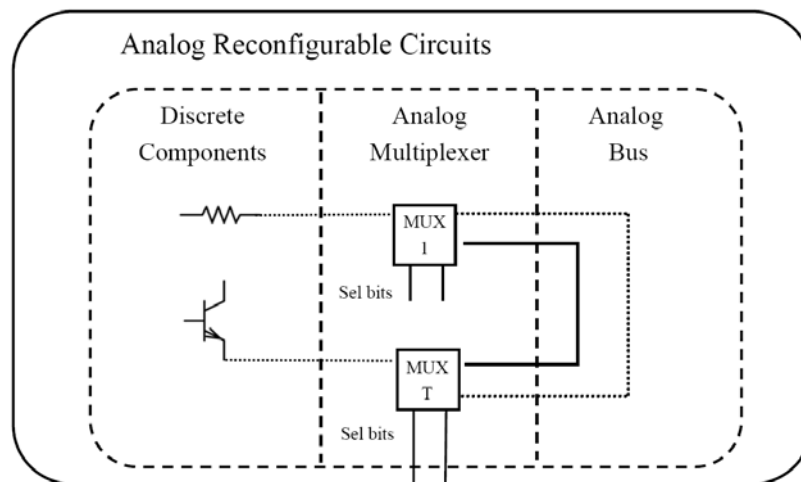 Analog Reconfigurable Circuits
Discrete
Components
Analog
Multiplexer
Analog
Bus
MUX
1
Sel bits
MUX
T
Sel bits